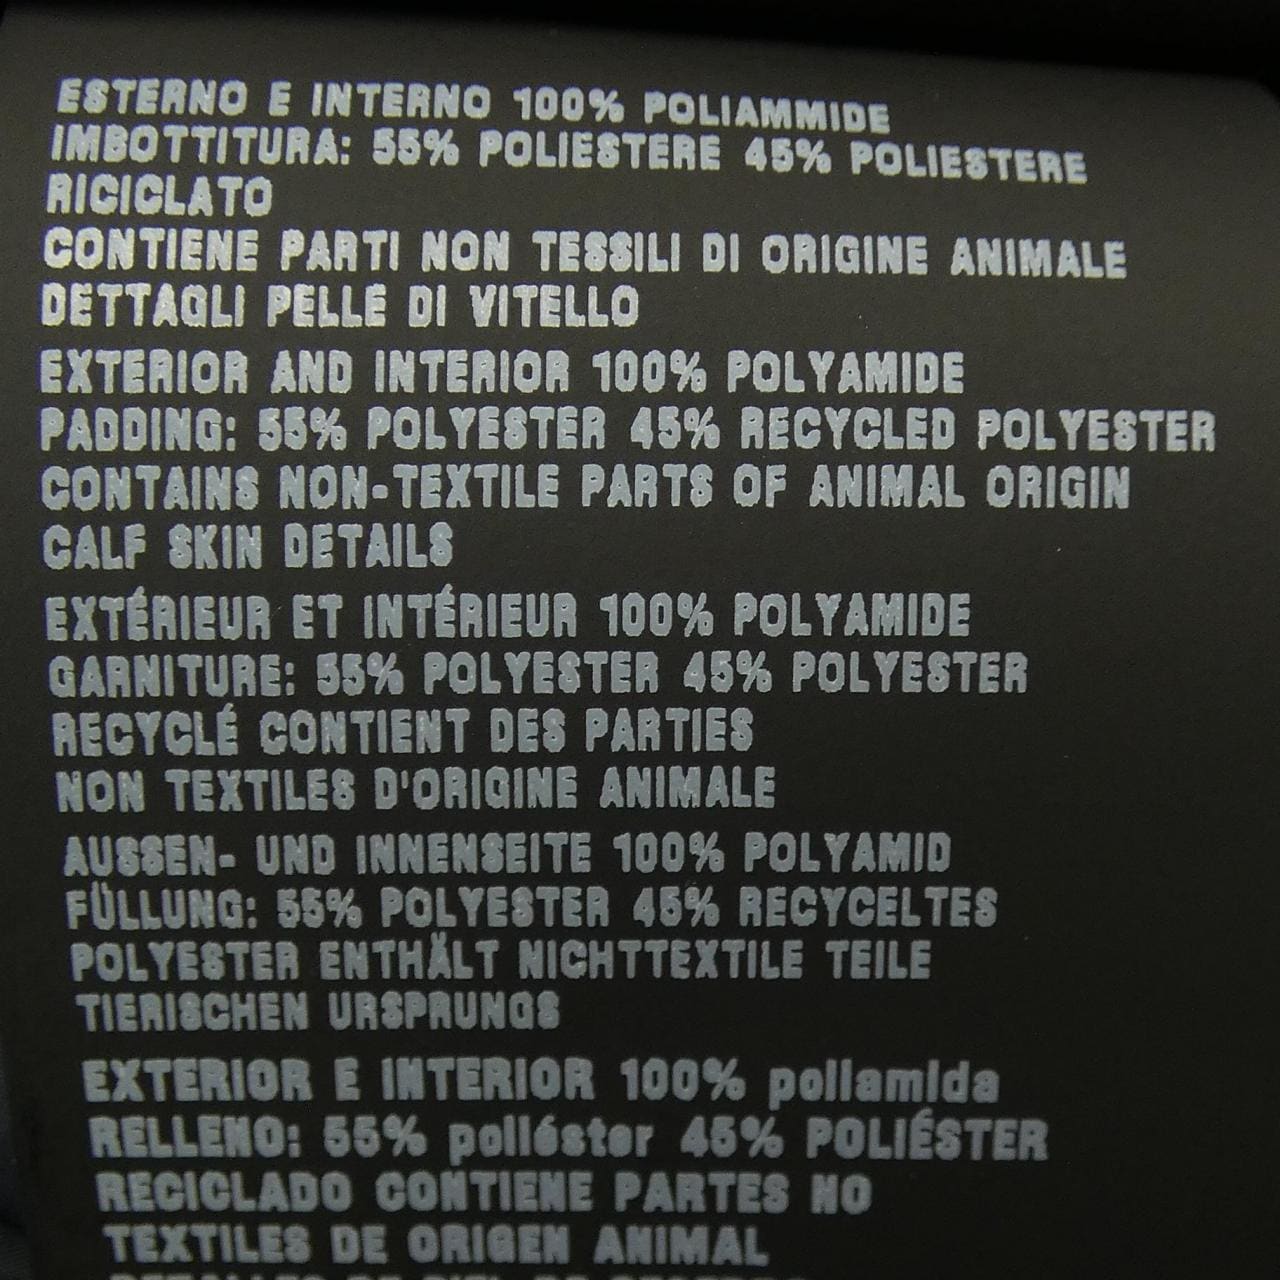 ESTERNO E INTERNO 100% POLIAMMIDE
IMBOTTITURA: 55% POLIESTERE 45% POLIESTERE
RICICLATO
CONTIENE PARTI NON TESSILI DI ORIGINE ANIMALE
DETTAGLI PELLE DI VITELLO
EXTERIOR AND INTERIOR 100% POLYAMIDE
PADDING: 55% POLYESTER 45% RECYCLED POLYESTER
CONTAINS NON-TEXTILE PARTS OF ANIMAL ORIGIN
CALF SKIN DETAILS
EXTÉRIEUR ET INTÉRIEUR 100% POLYAMIDE
GARNITURE: 55% POLYESTER 45% POLYESTER
RECYCLÉ CONTIENT DES PARTIES
NON TEXTILES D'ORIGINE ANIMALE
AUSSEN- UND INNENSEITE 100% POLYAMID
FÜLLUNG: 55% POLYESTER 45% RECYCELTES
POLYESTER ENTHÄLT NICHTTEXTILE TEILE
TIERISCHEN URSPRUNGS
EXTERIOR E INTERIOR 100% poliamida
RELLENO: 55% poliéster 45% POLIÉSTER
RECICLADO CONTIENE PARTES NO
TEXTILES DE ORIGEN ANIMAL